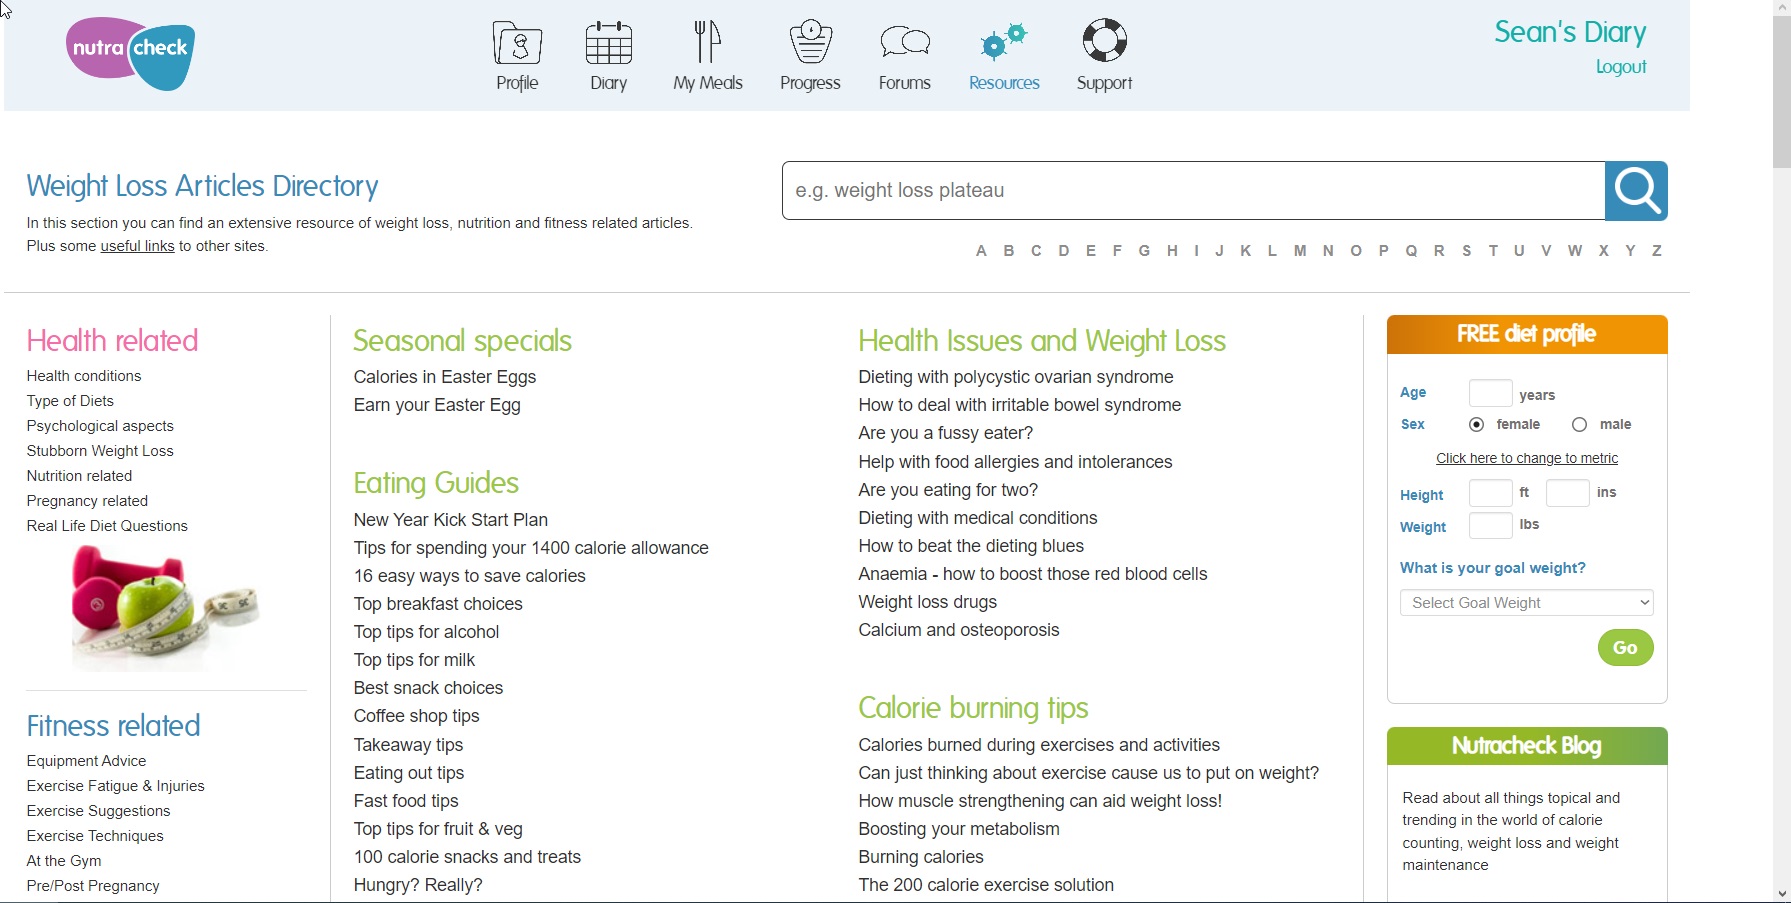 nutra check
Profile
Diary
My Meals
Progress
Forums
Resources
Support
Sean's Diary
Logout
Weight Loss Articles Directory
In this section you can find an extensive resource of weight loss, nutrition and fitness related articles.
Plus some useful links to other sites.
e.g. weight loss plateau
A B C D E F G H I J K L M N O P Q R S T U V W X Y Z
Health related
Health conditions
Type of Diets
Psychological aspects
Stubborn Weight Loss
Nutrition related
Pregnancy related
Real Life Diet Questions
Fitness related
Equipment Advice
Exercise Fatigue & Injuries
Exercise Suggestions
Exercise Techniques
At the Gym
Pre/Post Pregnancy
Seasonal specials
Calories in Easter Eggs
Earn your Easter Egg
Eating Guides
New Year Kick Start Plan
Tips for spending your 1400 calorie allowance
16 easy ways to save calories
Top breakfast choices
Top tips for alcohol
Top tips for milk
Best snack choices
Coffee shop tips
Takeaway tips
Eating out tips
Fast food tips
Top tips for fruit & veg
100 calorie snacks and treats
Hungry? Really?
Health Issues and Weight Loss
Dieting with polycystic ovarian syndrome
How to deal with irritable bowel syndrome
Are you a fussy eater?
Help with food allergies and intolerances
Are you eating for two?
Dieting with medical conditions
How to beat the dieting blues
Anaemia - how to boost those red blood cells
Weight loss drugs
Calcium and osteoporosis
Calorie burning tips
Calories burned during exercises and activities
Can just thinking about exercise cause us to put on weight?
How muscle strengthening can aid weight loss!
Boosting your metabolism
Burning calories
The 200 calorie exercise solution
FREE diet profile
Age years
Sex female male
Click here to change to metric
Height ft ins
Weight lbs
What is your goal weight?
Select Goal Weight
Go
Nutracheck Blog
Read about all things topical and
trending in the world of calorie
counting, weight loss and weight
maintenance